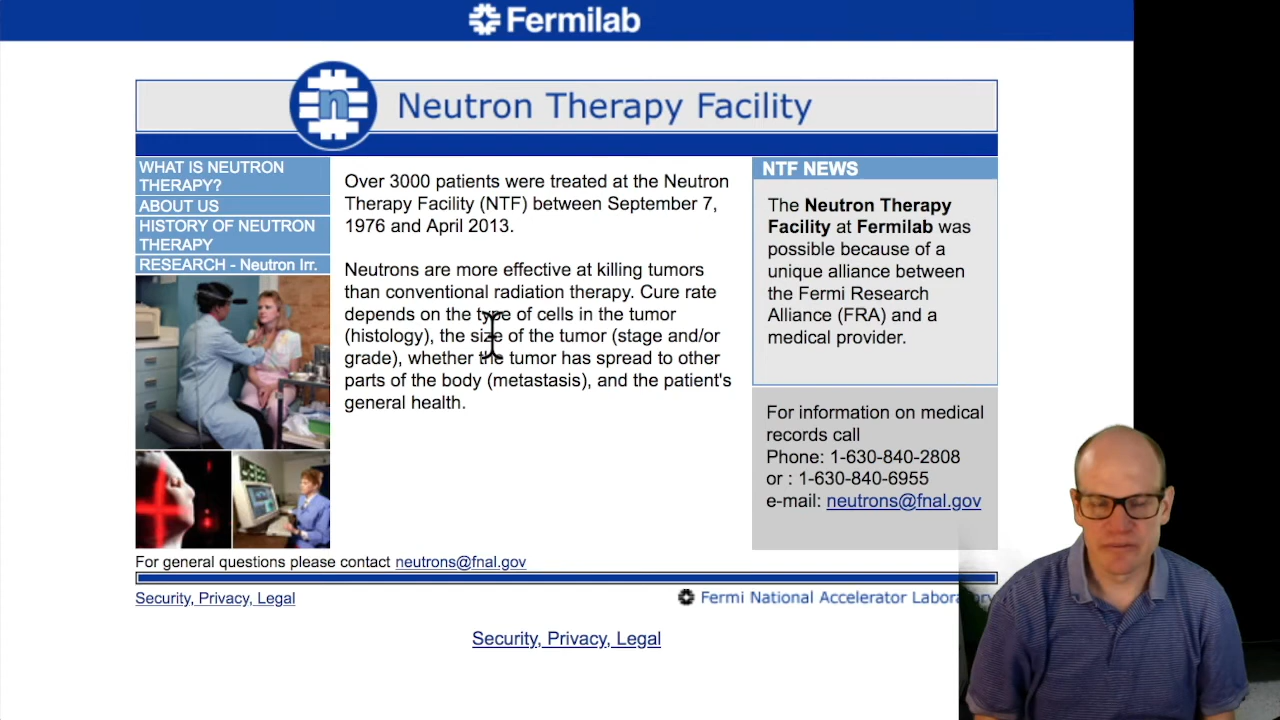 Fermilab
Neutron Therapy Facility
WHAT IS NEUTRON
THERAPY?
ABOUT US
HISTORY OF NEUTRON
THERAPY
RESEARCH - Neutron Irr.
Over 3000 patients were treated at the Neutron
Therapy Facility (NTF) between September 7,
1976 and April 2013.
Neutrons are more effective at killing tumors
than conventional radiation therapy. Cure rate
depends on the type of cells in the tumor
(histology), the size of the tumor (stage and/or
grade), whether the tumor has spread to other
parts of the body (metastasis), and the patient's
general health.
NTF NEWS
The Neutron Therapy
Facility at Fermilab was
possible because of a
unique alliance between
the Fermi Research
Alliance (FRA) and a
medical provider.
For information on medical
records call
Phone: 1-630-840-2808
or : 1-630-840-6955
e-mail: neutrons@fnal.gov
For general questions please contact neutrons@fnal.gov
Security, Privacy, Legal
Fermi National Accelerator Laboratory
Security, Privacy, Legal